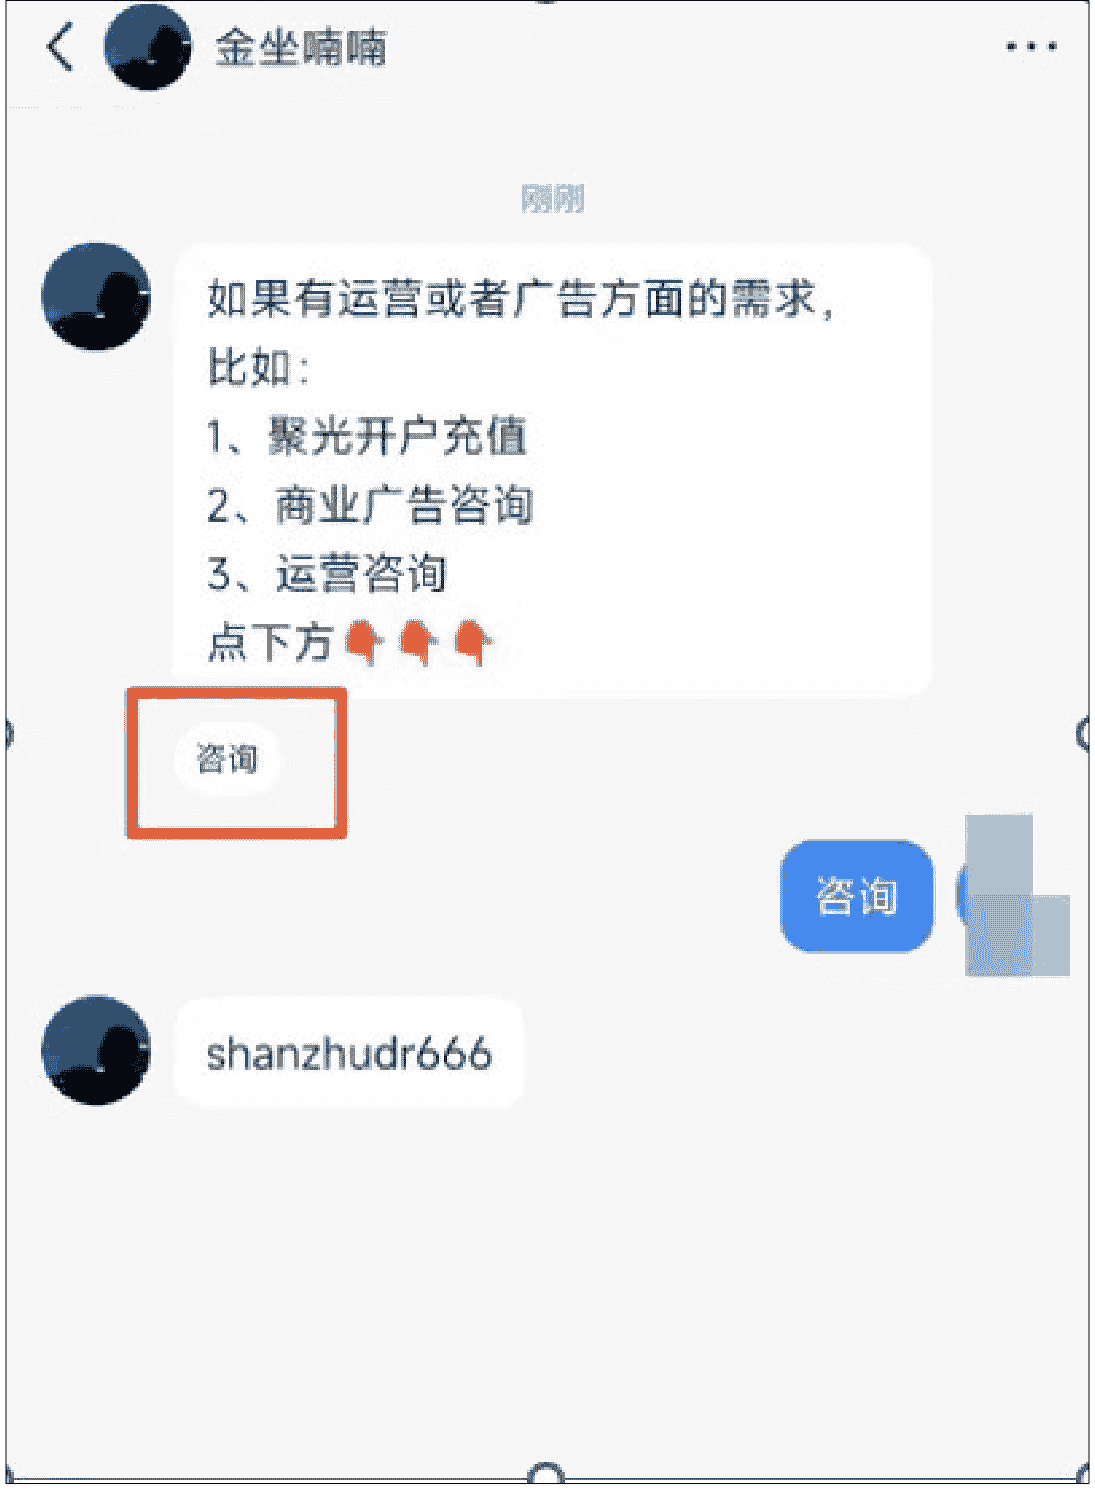 金坐喃喃
刚刚
如果有运营或者广告方面的需求，
比如：
1、聚光开户充值
2、商业广告咨询
3、运营咨询
点下方👇👇👇
咨询
咨询
shanzhudr666